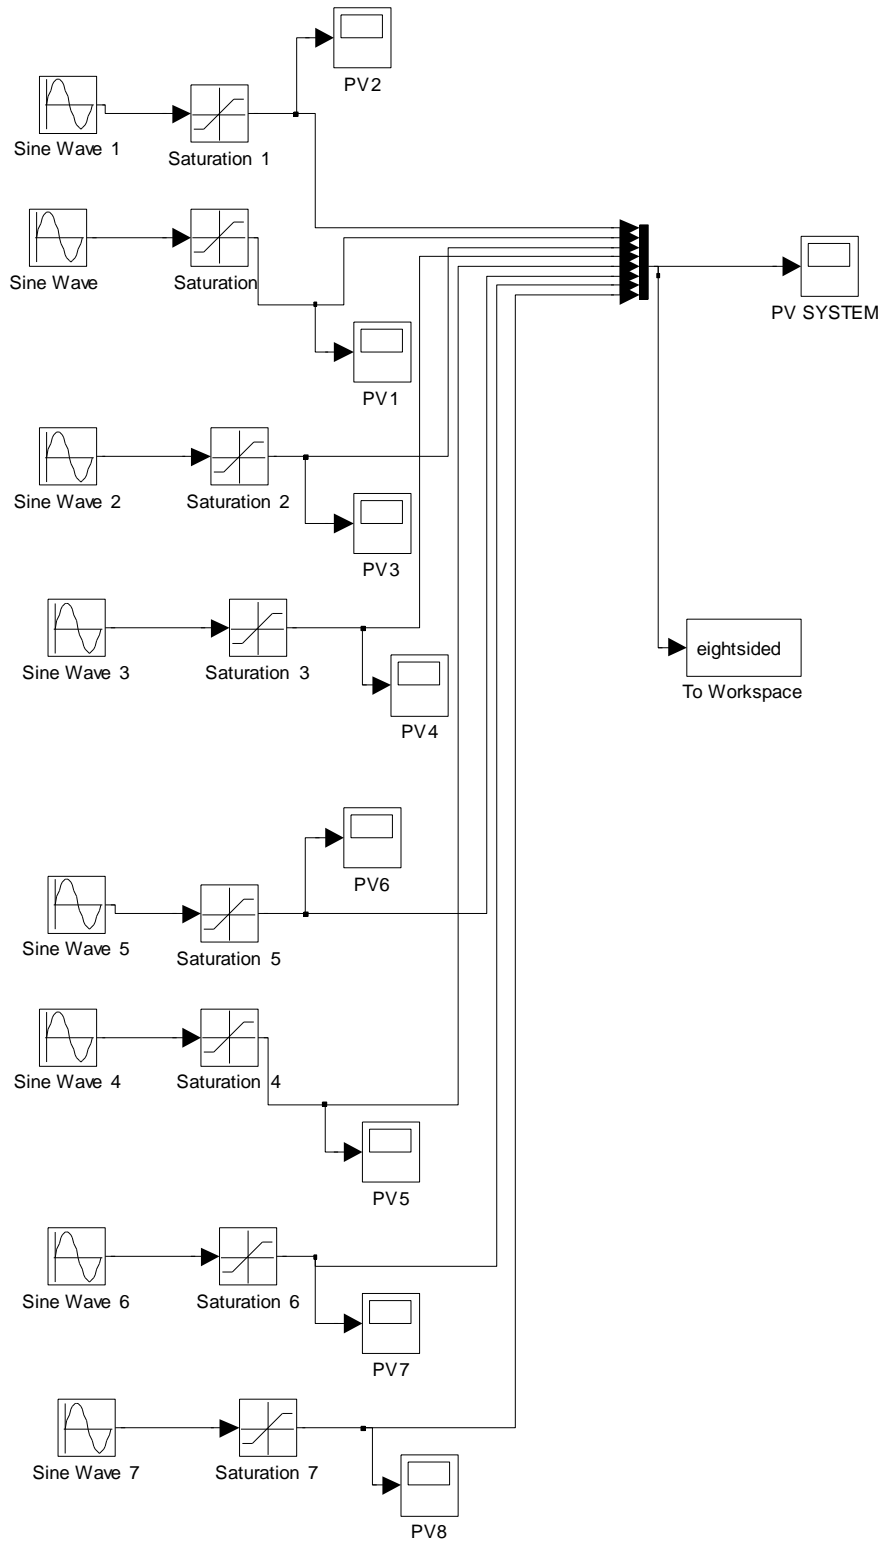 PV2
Sine Wave 1
Saturation 1
Sine Wave
Saturation
PV SYSTEM
PV1
Sine Wave 2
Saturation 2
PV3
Sine Wave 3
Saturation 3
eightsided
To Workspace
PV4
PV6
Sine Wave 5
Saturation 5
Sine Wave 4
Saturation 4
PV5
Sine Wave 6
Saturation 6
PV7
Sine Wave 7
Saturation 7
PV8